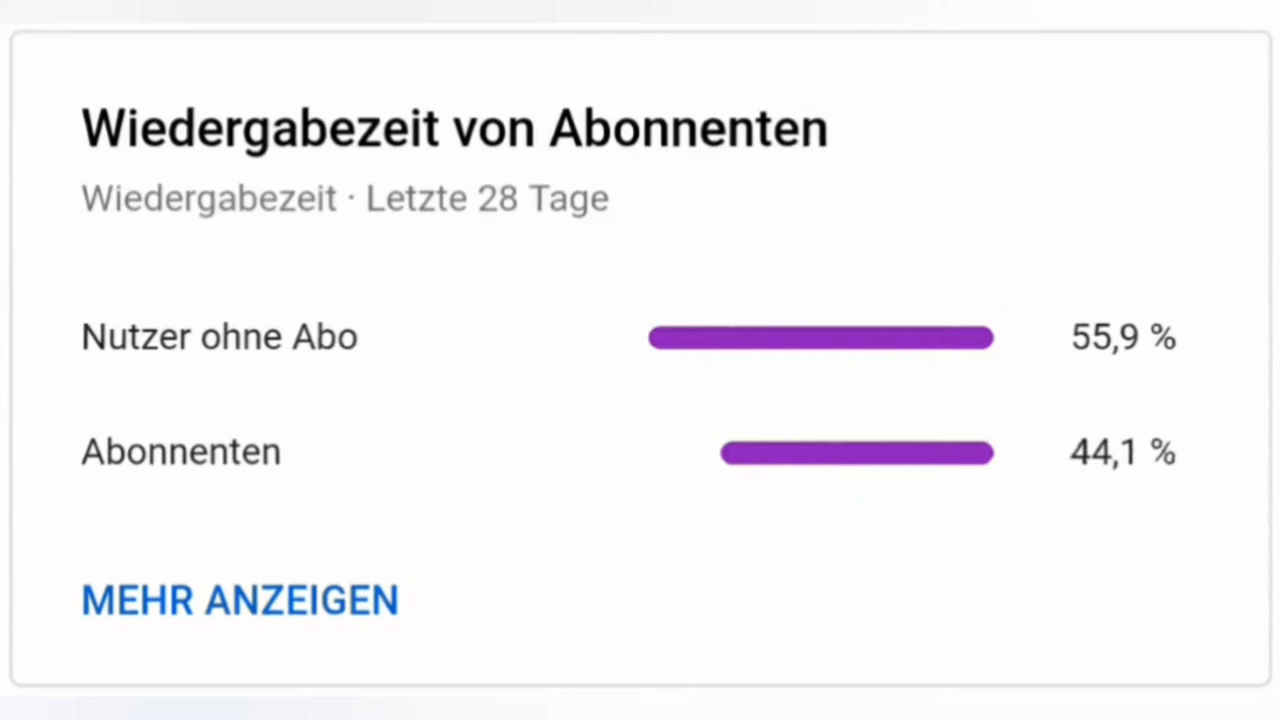 Wiedergabezeit von Abonnenten
Wiedergabezeit · Letzte 28 Tage
Nutzer ohne Abo 55,9 %
Abonnenten 44,1 %
MEHR ANZEIGEN